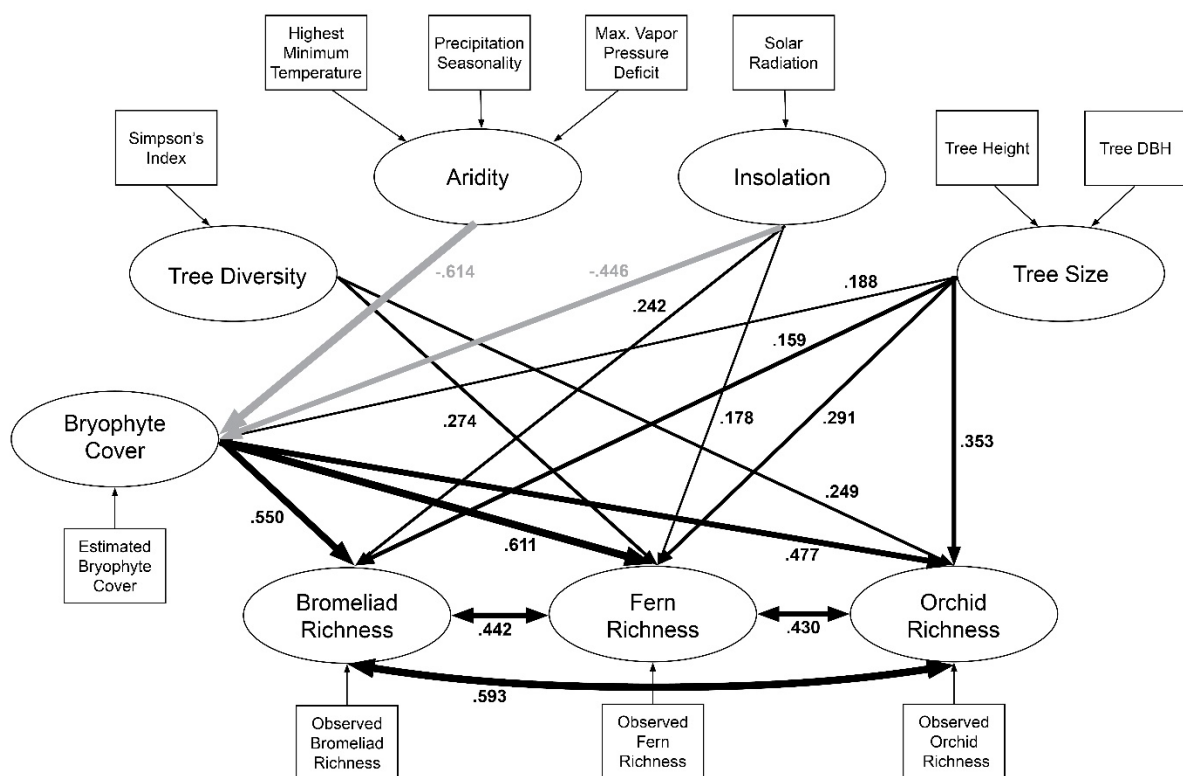 Highest
Minimum
Temperature
Precipitation
Seasonality
Max. Vapor
Pressure
Deficit
Solar
Radiation
Simpson's
Index
Tree Height
Tree DBH
Aridity
Insolation
Tree Diversity
Tree Size
-.614
-.446
.188
.242
.159
Bryophyte
Cover
.274
.178
.291
.353
.249
.550
.611
.477
Estimated
Bryophyte
Cover
Bromeliad
Richness
Fern
Richness
Orchid
Richness
.442
.430
.593
Observed
Bromeliad
Richness
Observed
Fern
Richness
Observed
Orchid
Richness